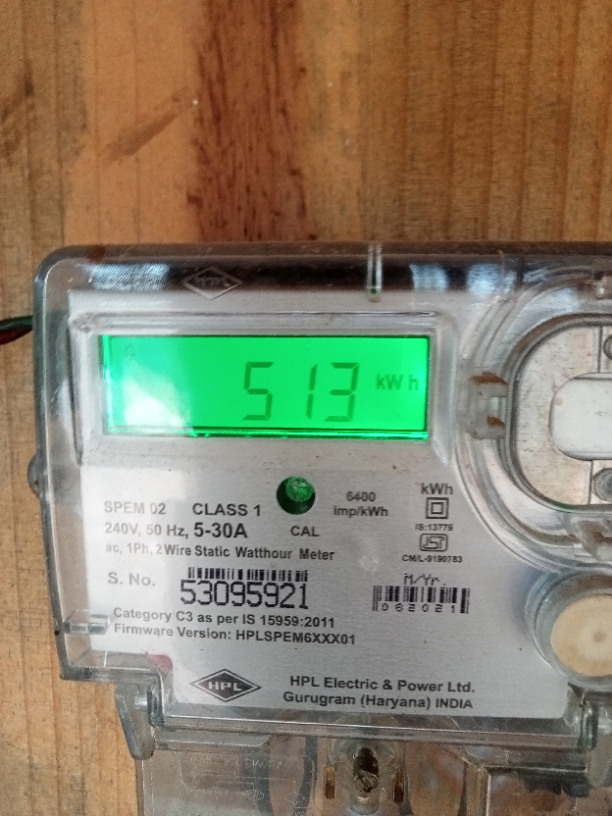 HPL
513 kWh
SPEM 02 CLASS 1
240V, 50 Hz, 5-30A
ac, 1Ph, 2 Wire Static Watthour Meter
CAL
6400
imp/kWh
kWh
IS:13779
CM/L-9190783
S. No. 53095921
M/Yr.
062021
Category C3 as per IS 15959:2011
Firmware Version: HPLSPEM6XXX01
HPL
HPL Electric & Power Ltd.
Gurugram (Haryana) INDIA